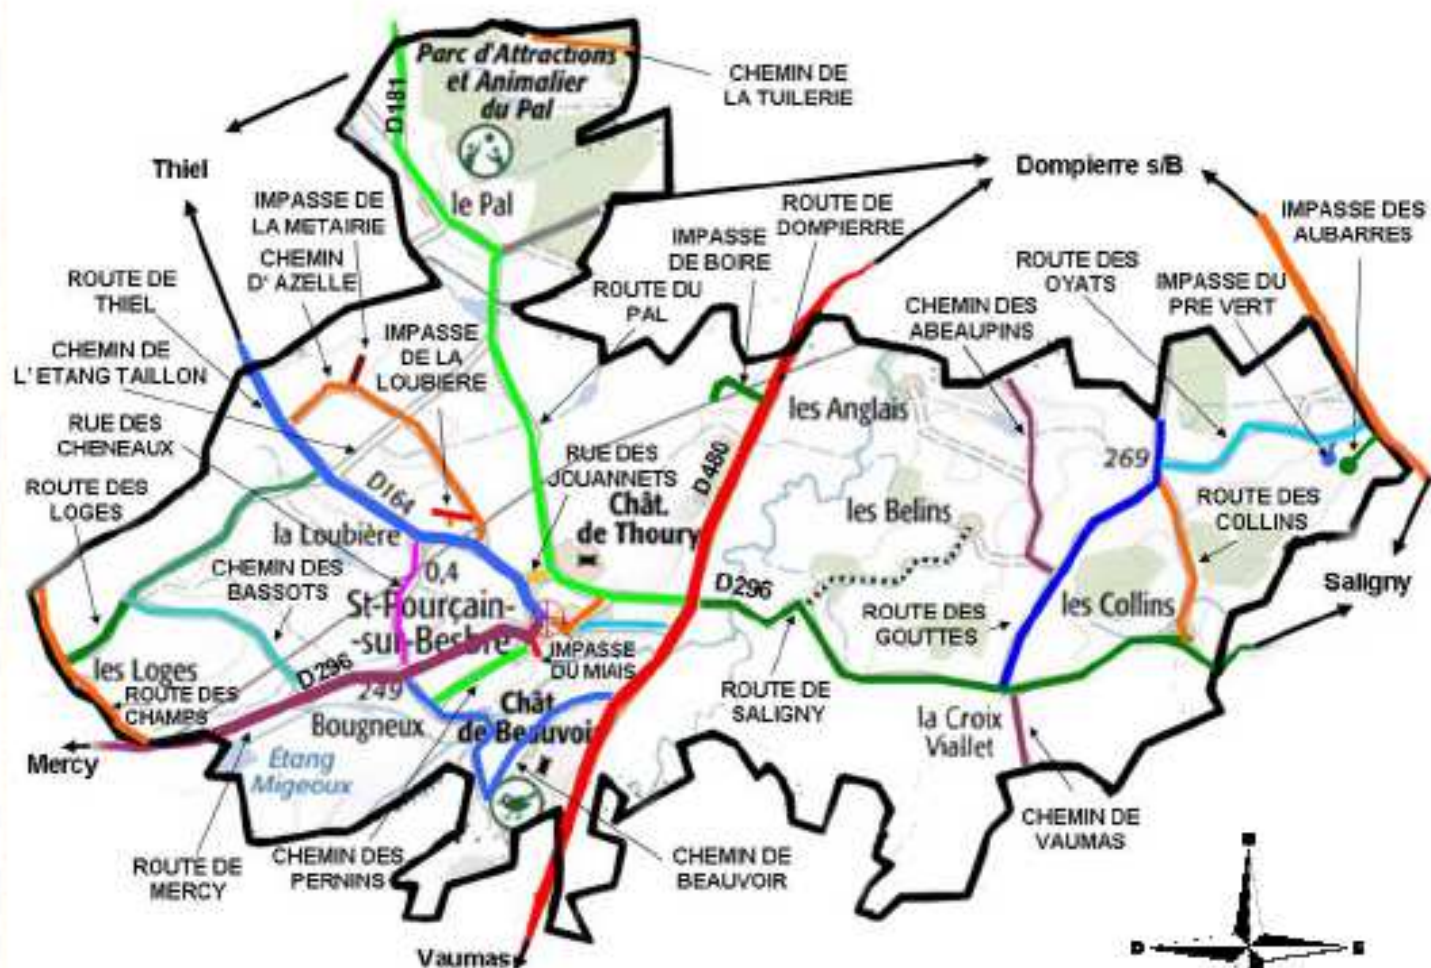 Parc d'Attractions
et Animalier
du Pal
CHEMIN DE
LA TUILERIE
D181
Thiel
Dompierre s/B
IMPASSE DE
LA METAIRIE
le Pal
ROUTE DE
DOMPIERRE
IMPASSE DES
AUBARRES
IMPASSE
DE BOIRE
CHEMIN
D' AZELLE
ROUTE DES
OYATS
ROUTE DE
THIEL
IMPASSE DU
PRE VERT
ROUTE DU
PAL
CHEMIN DES
ABEAUPINS
IMPASSE
DE LA
LOUBIERE
CHEMIN DE
L' ETANG TAILLON
les Anglais
RUE DES
CHENEAUX
RUE DES
JOUANNETS
269
D480
ROUTE DES
LOGES
D164
Chât.
de Thoury
les Belins
ROUTE DES
COLLINS
la Loubière
CHEMIN DES
BASSOTS
0,4
D296
Saligny
St-Pourçain-
-sur-Besbre
ROUTE DES
GOUTTES
les Collins
IMPASSE
DU MIAIS
les Loges
D296
249
ROUTE DES
CHAMPS
ROUTE DE
SALIGNY
Bougneux
Chât
de Beauvoir
la Croix
Viallet
Mercy
Etang
Migeoux
CHEMIN DE
VAUMAS
ROUTE DE
MERCY
CHEMIN DES
PERNINS
CHEMIN DE
BEAUVOIR
Vaumas
N
E